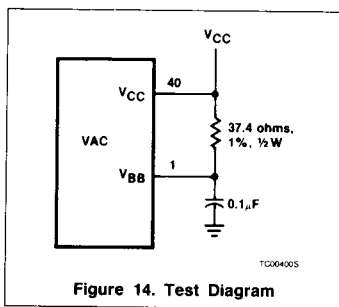 VCC
40
VCC
37.4 ohms,
1%, ½W
VAC
1
VBB
0.1µF
TC00400S
Figure 14. Test Diagram